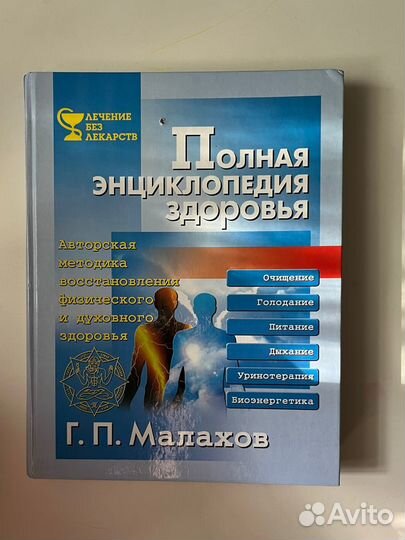 ЛЕЧЕНИЕ
БЕЗ
ЛЕКАРСТВ
ПОЛНАЯ
ЭНЦИКЛОПЕДИЯ
ЗДОРОВЬЯ
Авторская
методика
восстановления
физического
и духовного
здоровья
Очищение
Голодание
Питание
Дыхание
Уринотерапия
Биоэнергетика
Г. П. Малахов
Avito